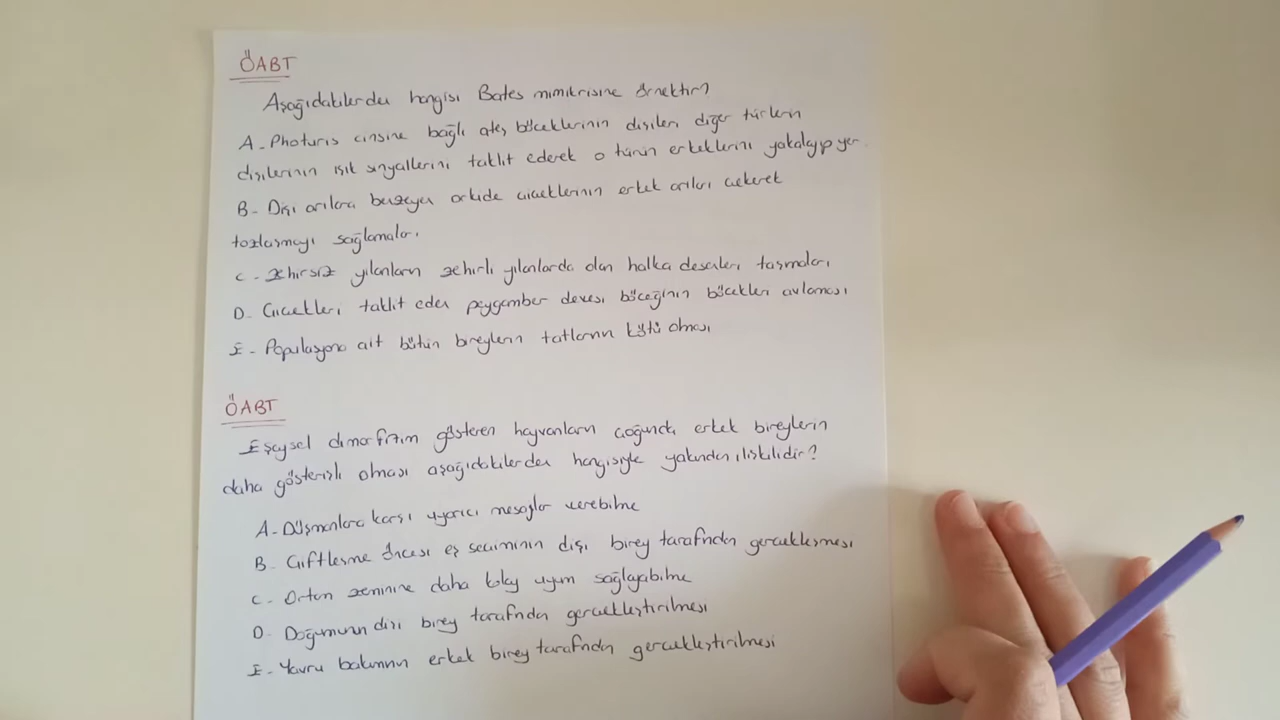 ÖABT
Aşağıdakilerden hangisi Bates mimikrisine örnektir?
A- Photuris cinsine bağlı ateş böceklerinin dişileri diğer türlerin
dişilerinin ışık sinyallerini taklit ederek o türün erkeklerini yakalayıp yer.
B- Dişi arılara benzeyen orkide çiçeklerinin erkek arıları çekerek
tozlaşmayı sağlamaları.
C- Zehirsiz yılanların zehirli yılanlarda olan halka desenleri taşımaları
D- Çiçekleri taklit eden peygamber devesi böceğinin böcekleri avlaması
E- Populasyona ait bütün bireylerin tatlarının kötü olması
ÖABT
Eşeysel dimorfizim gösteren hayvanların çoğunda erkek bireylerin
daha gösterişli olması aşağıdakilerden hangisiyle yakından ilişkilidir?
A- Düşmanlara karşı uyarıcı mesajlar verebilme
B- Çiftleşme öncesi eş seçiminin dişi birey tarafından gerçekleşmesi
C- Ortam zeminine daha kolay uyum sağlayabilme
D- Doğumun dişi birey tarafından gerçekleştirilmesi
E- Yavru bakımının erkek birey tarafından gerçekleştirilmesi